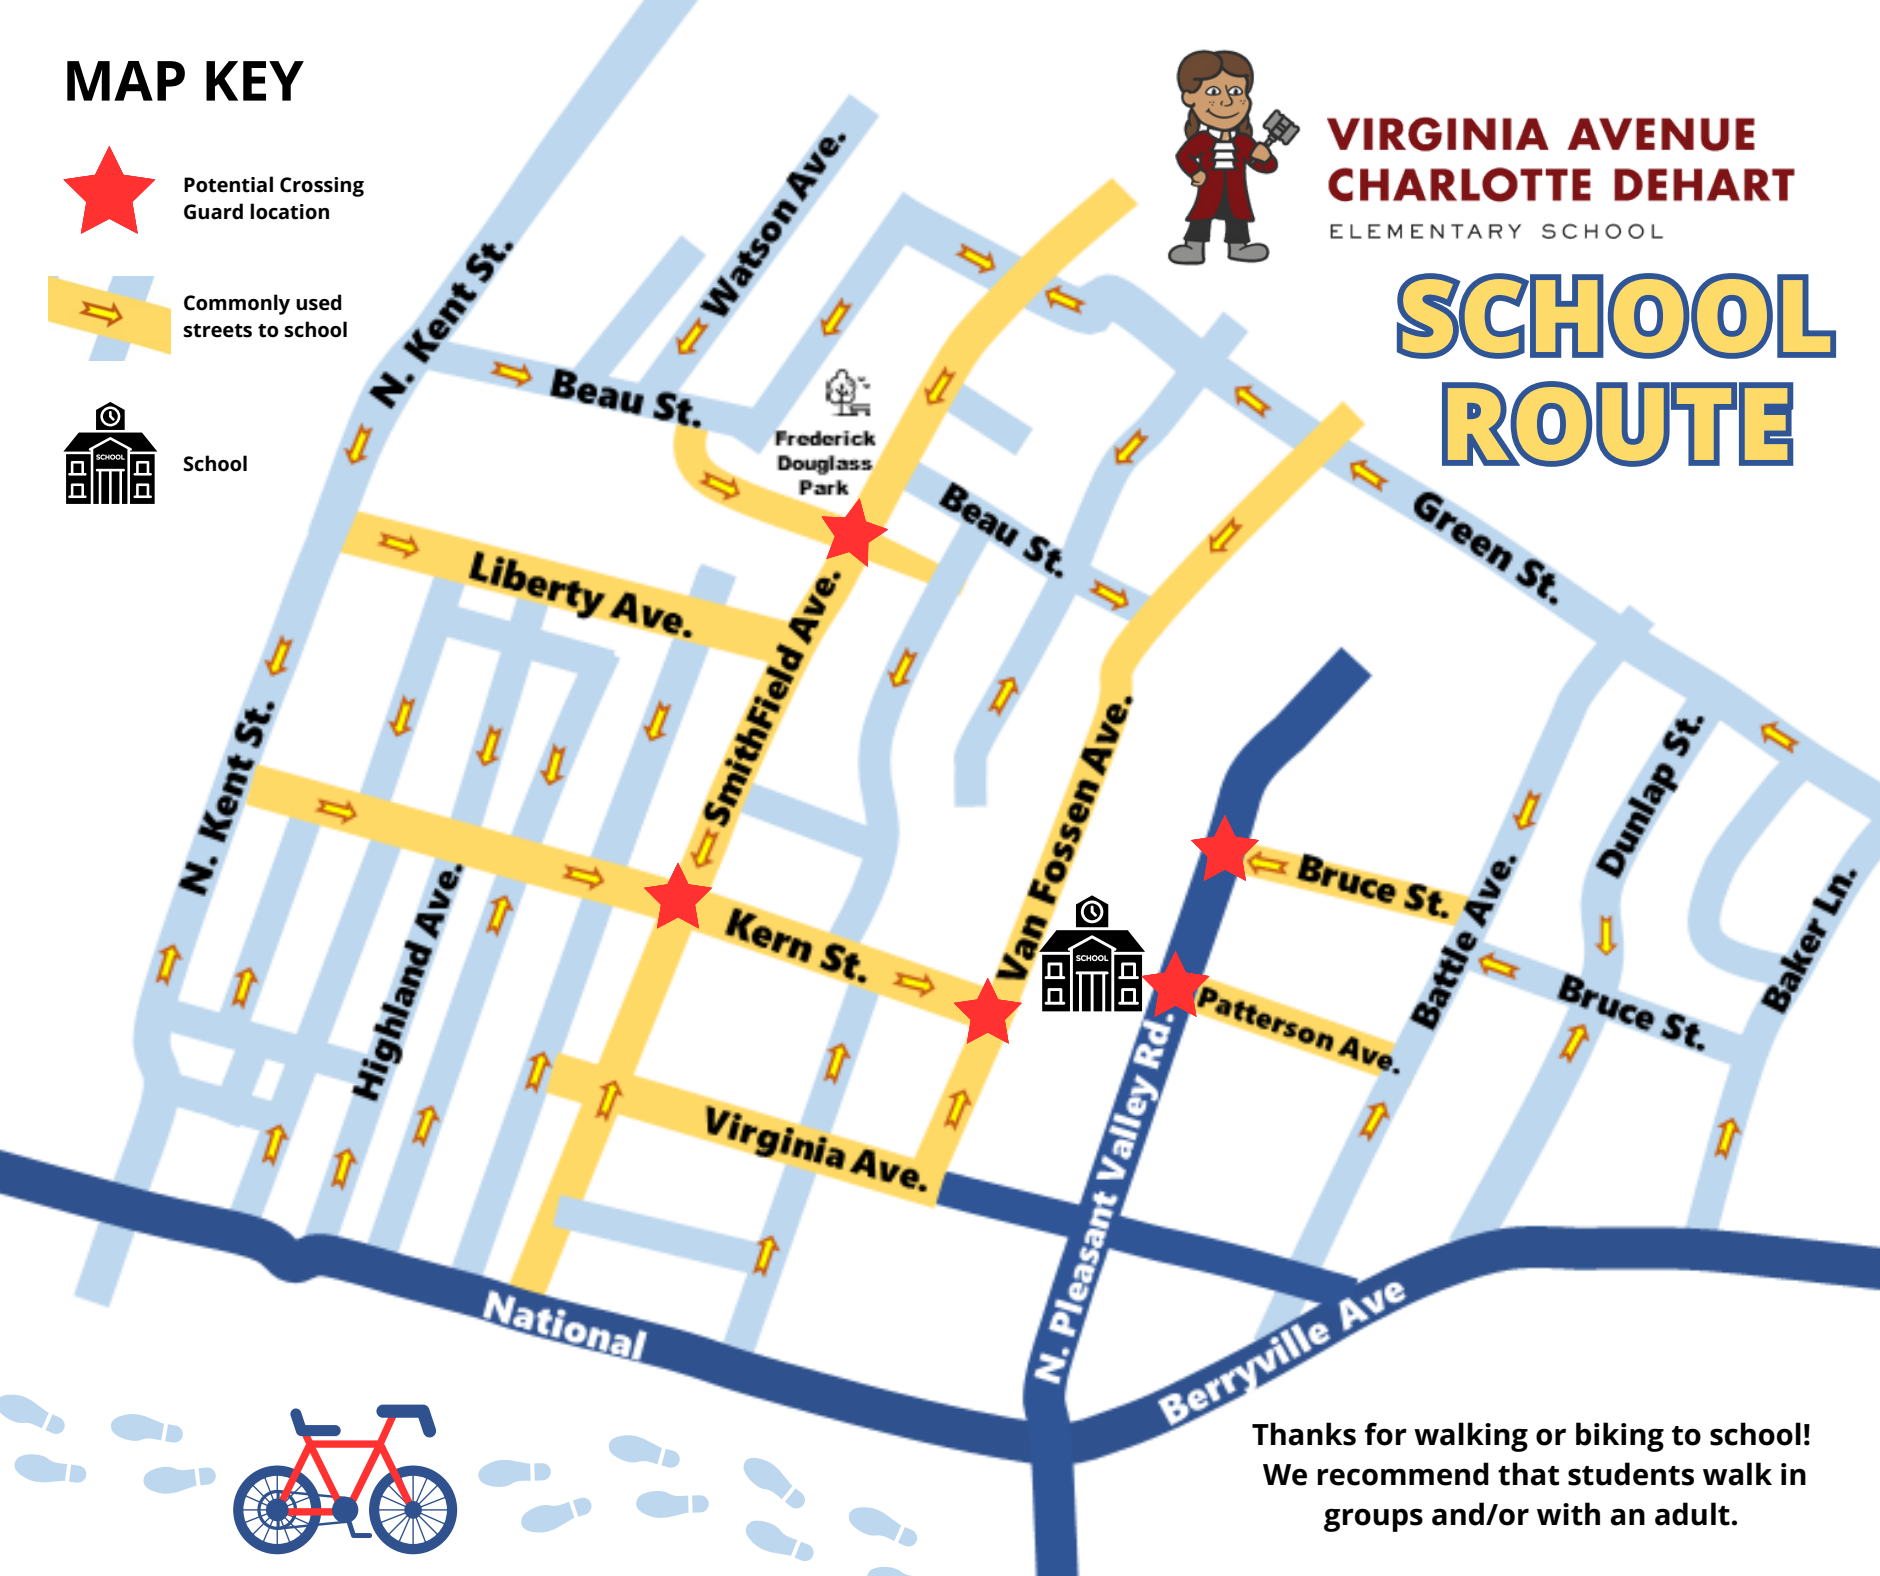 MAP KEY
Potential Crossing
Guard location
Commonly used
streets to school
SCHOOL
School
VIRGINIA AVENUE
CHARLOTTE DEHART
ELEMENTARY SCHOOL
SCHOOL
ROUTE
N. Kent St.
Watson Ave.
Beau St.
Frederick
Douglass
Park
Beau St.
Green St.
Liberty Ave.
SmithField Ave.
N. Kent St.
Van Fossen Ave.
Dunlap St.
Bruce St.
Battle Ave.
Baker Ln.
Highland Ave.
Kern St.
SCHOOL
Patterson Ave.
Bruce St.
Virginia Ave.
N. Pleasant Valley Rd.
National
Berryville Ave
Thanks for walking or biking to school!
We recommend that students walk in
groups and/or with an adult.